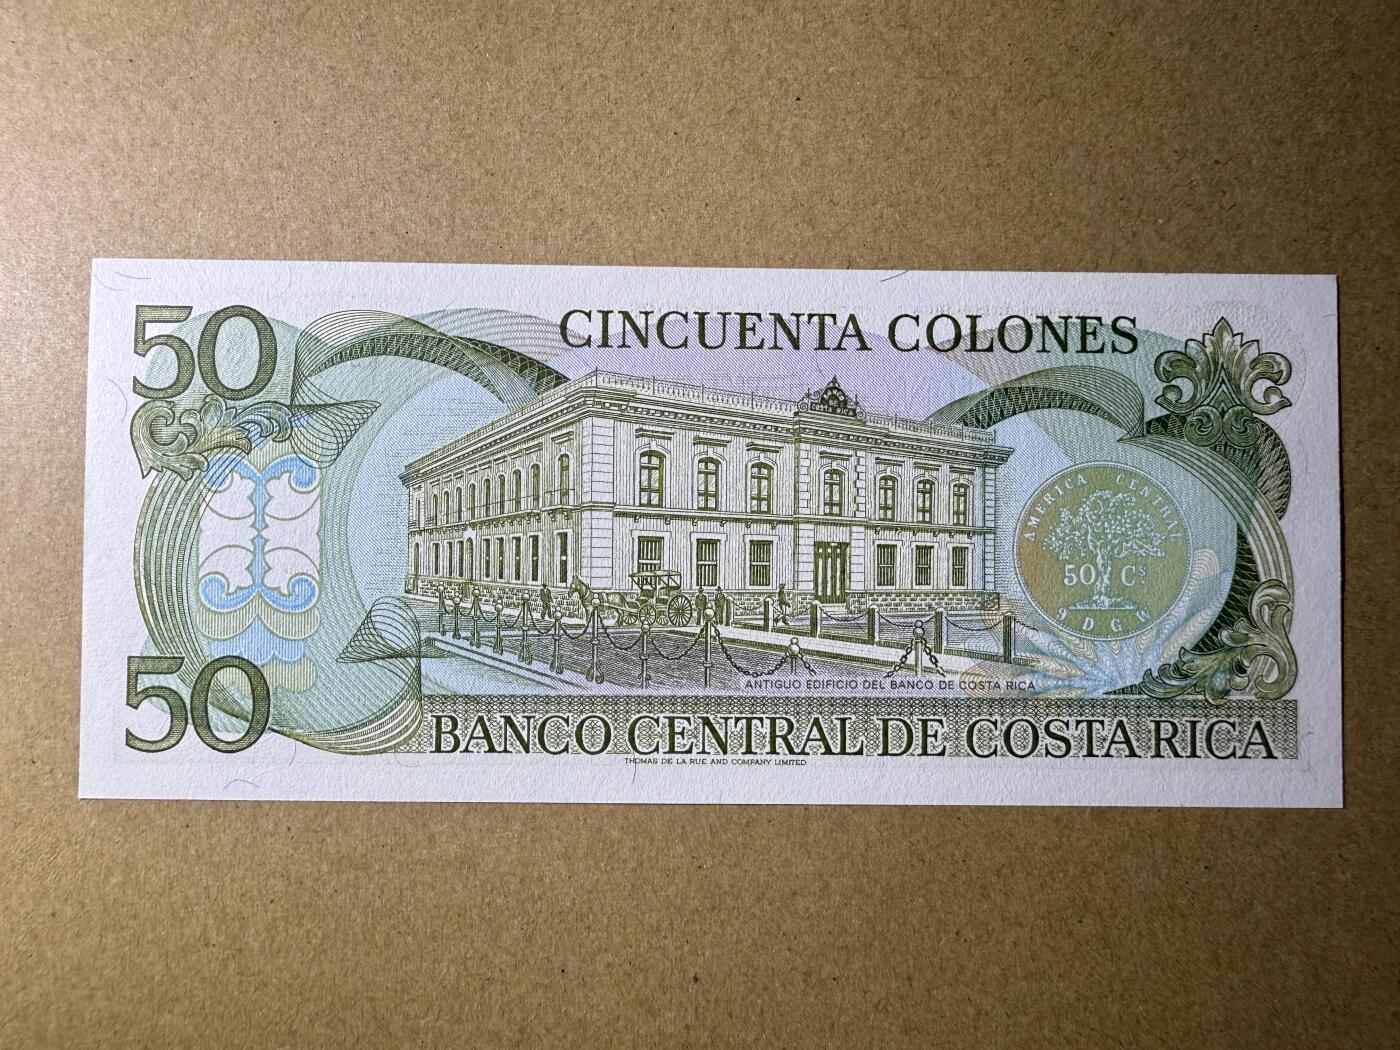 50
CINCUENTA COLONES
COSTA RICA
AMERICA CENTRAL
50 Cs.
9 D G W
ANTIGUO EDIFICIO DEL BANCO DE COSTA RICA
50
BANCO CENTRAL DE COSTA RICA
THOMAS DE LA RUE AND COMPANY LIMITED